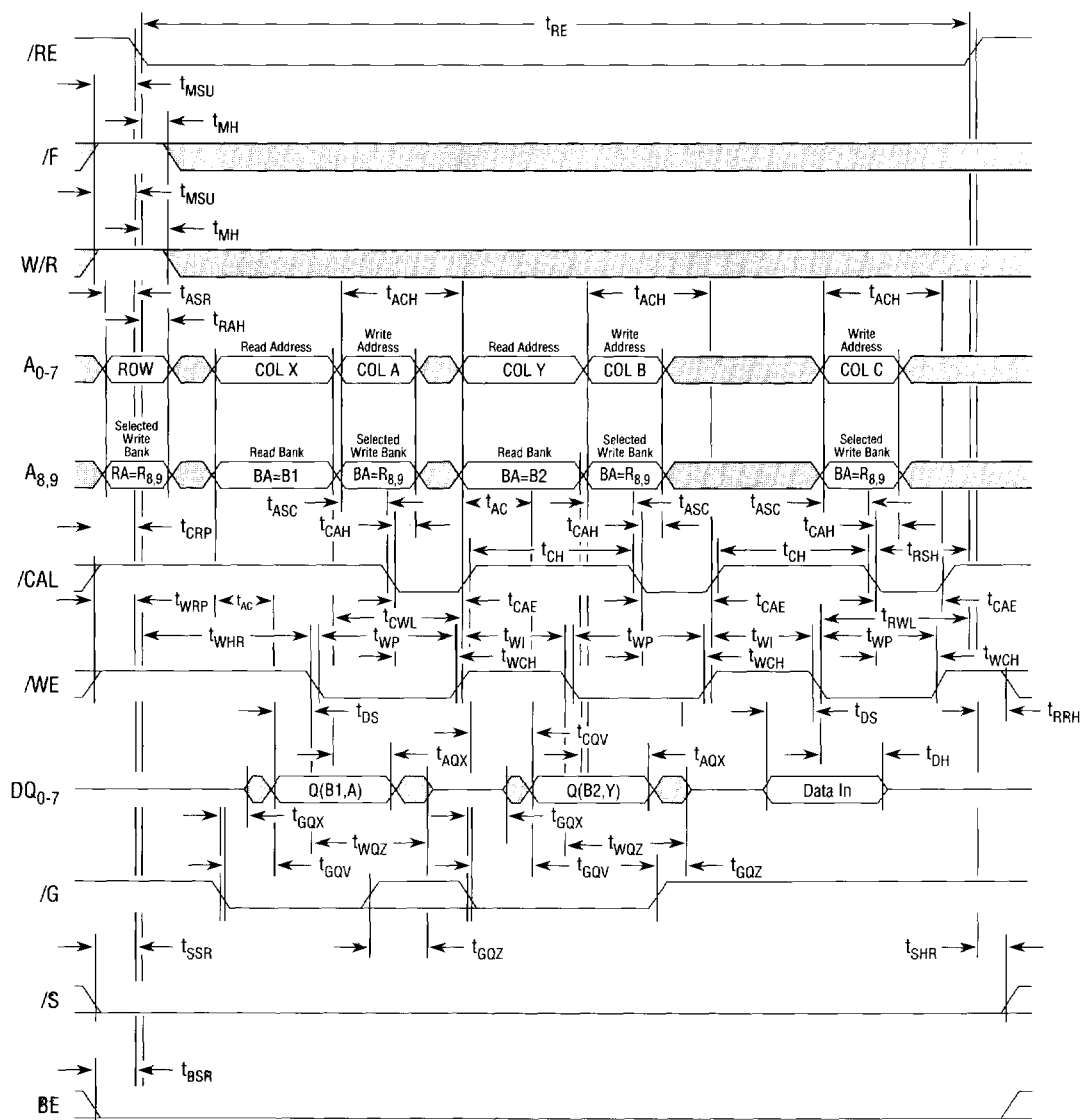 tRE
/RE
tMSU
tMH
/F
tMSU
tMH
W/R
tASR tACH tACH tACH
tRAH
Read Address Write Address Read Address Write Address Write Address
A0-7 ROW COL X COL A COL Y COL B COL C
Selected Write Bank Read Bank Selected Write Bank Read Bank Selected Write Bank Selected Write Bank
A8,9 RA=R8,9 BA=B1 BA=R8,9 BA=B2 BA=R8,9 BA=R8,9
tASC tAC tASC tASC
tCRP tCAH tCAH tCAH
tCH tCH tRSH
/CAL
tWRP tAC tCAE tCAE tCAE
tCWL tRWL
tWHR tWP tWI tWP tWI tWP
tWCH tWCH tWCH
/WE
tDS tDS tRRH
tCQV
tAQX tAQX tDH
DQ0-7 Q(B1,A) Q(B2,Y) Data In
tGQX tGQX
tWQZ tWQZ
tGQV tGQV tGQZ
/G
tSSR tGQZ tSHR
/S
tBSR
BE